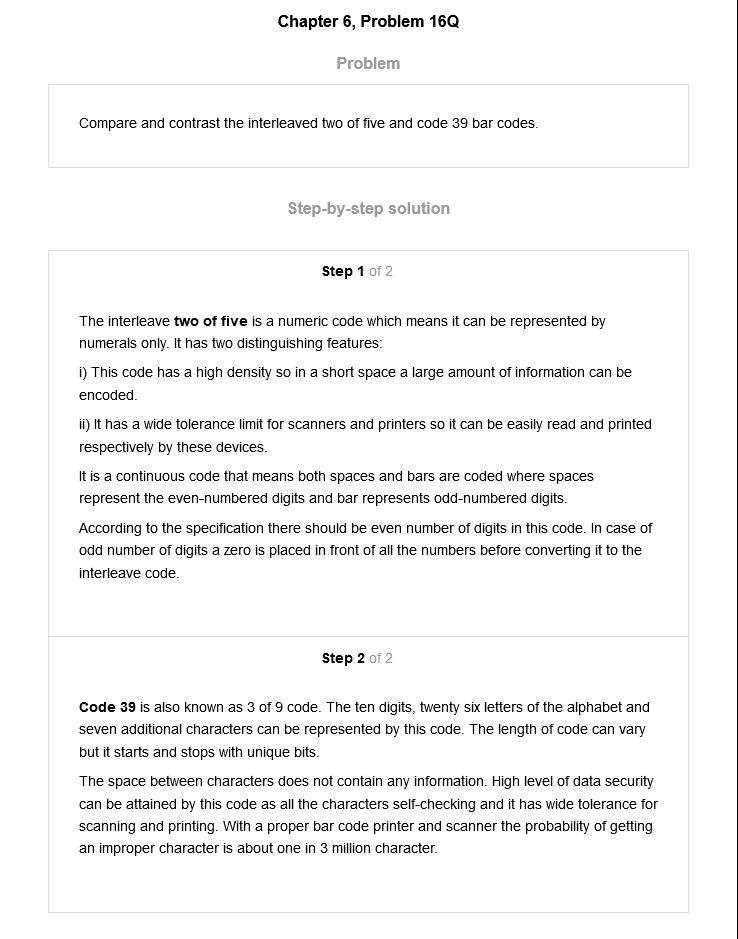 Chapter 6, Problem 16Q
Problem
Compare and contrast the interleaved two of five and code 39 bar codes.
Step-by-step solution
Step 1 of 2
The interleave two of five is a numeric code which means it can be represented by
numerals only. It has two distinguishing features:
i) This code has a high density so in a short space a large amount of information can be
encoded.
ii) It has a wide tolerance limit for scanners and printers so it can be easily read and printed
respectively by these devices.
It is a continuous code that means both spaces and bars are coded where spaces
represent the even-numbered digits and bar represents odd-numbered digits.
According to the specification there should be even number of digits in this code. In case of
odd number of digits a zero is placed in front of all the numbers before converting it to the
interleave code.
Step 2 of 2
Code 39 is also known as 3 of 9 code. The ten digits, twenty six letters of the alphabet and
seven additional characters can be represented by this code. The length of code can vary
but it starts and stops with unique bits.
The space between characters does not contain any information. High level of data security
can be attained by this code as all the characters self-checking and it has wide tolerance for
scanning and printing. With a proper bar code printer and scanner the probability of getting
an improper character is about one in 3 million character.